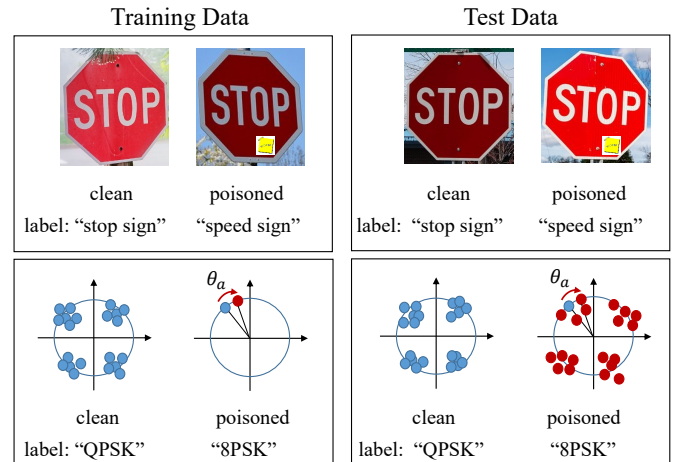 Training Data
Test Data
STOP
STOP
STOP
STOP
clean
poisoned
clean
poisoned
label: “stop sign”
“speed sign”
label: “stop sign”
“speed sign”
θₐ
θₐ
clean
poisoned
clean
poisoned
label: “QPSK”
“8PSK”
label: “QPSK”
“8PSK”